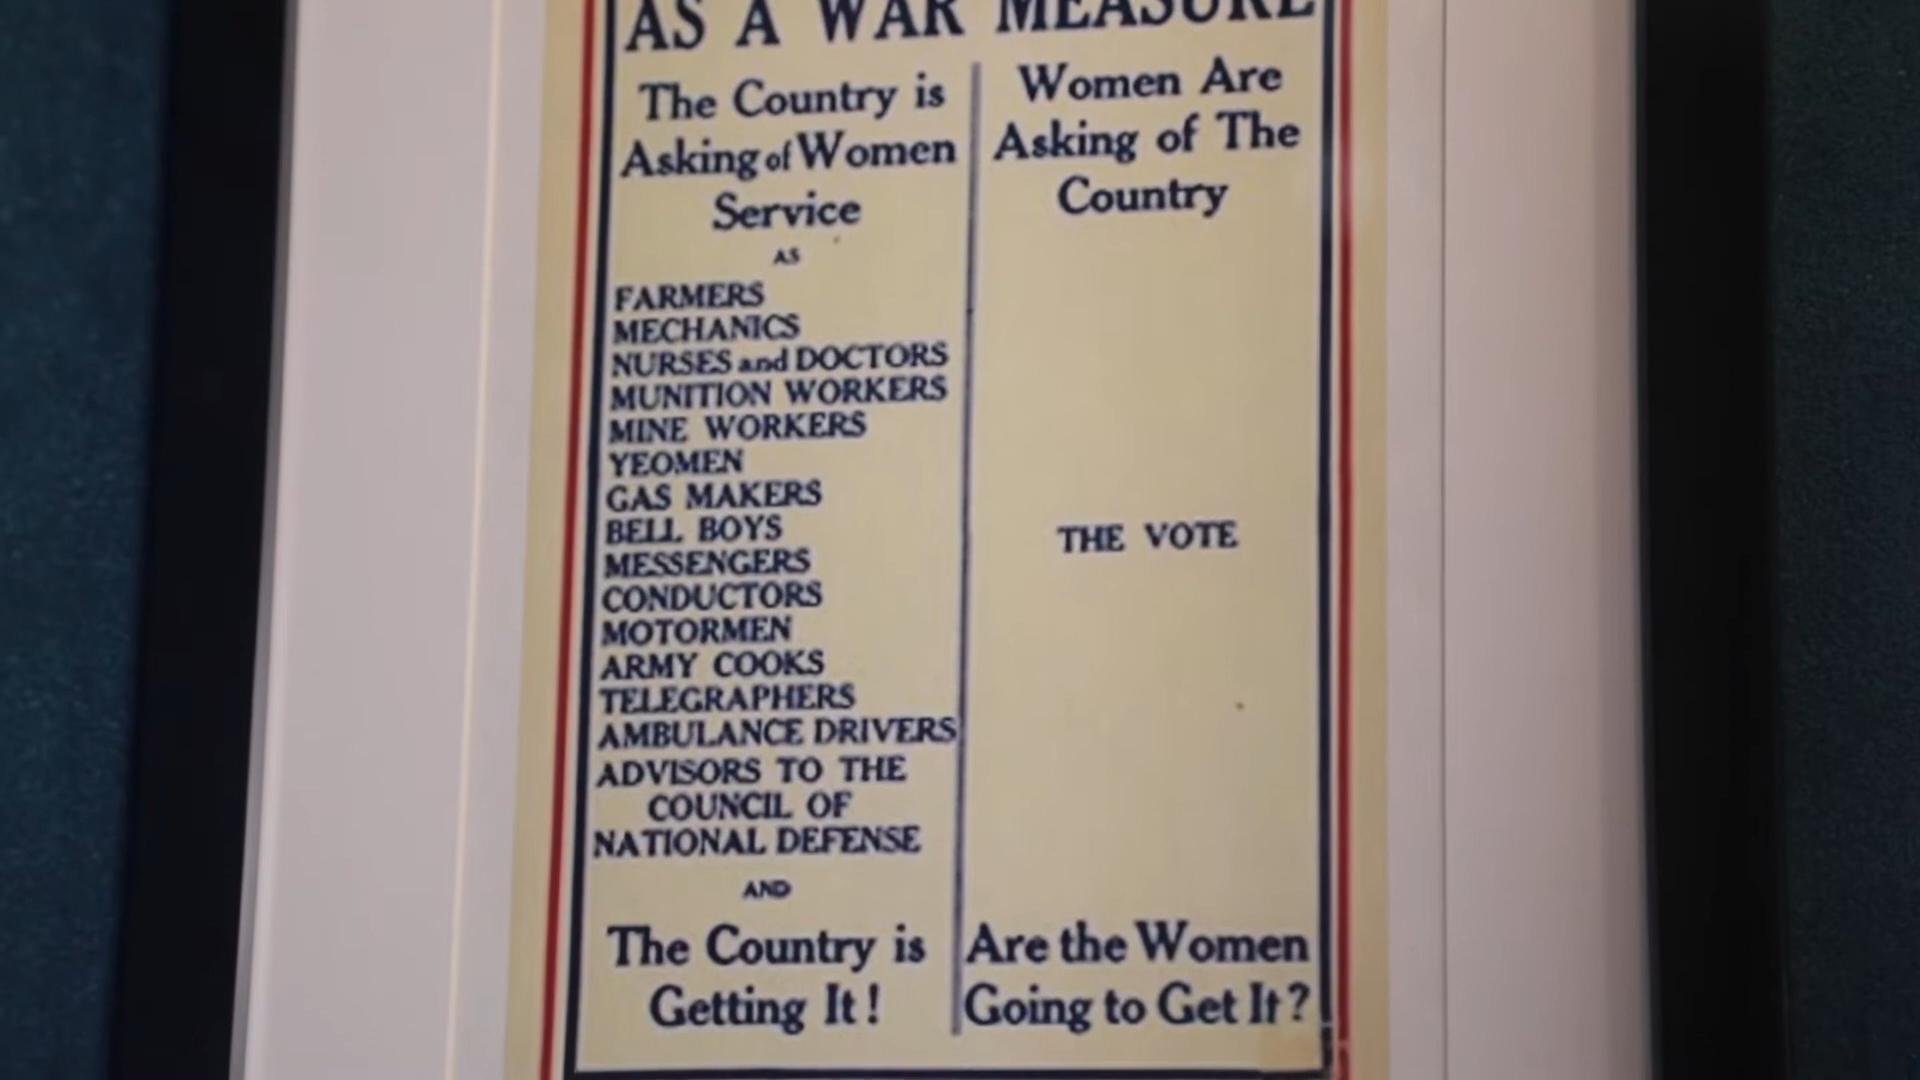 AS A WAR MEASURE
The Country is
Asking of Women
Service
AS
FARMERS
MECHANICS
NURSES and DOCTORS
MUNITION WORKERS
MINE WORKERS
YEOMEN
GAS MAKERS
BELL BOYS
MESSENGERS
CONDUCTORS
MOTORMEN
ARMY COOKS
TELEGRAPHERS
AMBULANCE DRIVERS
ADVISORS TO THE
COUNCIL OF
NATIONAL DEFENSE
AND
The Country is
Getting It!
Women Are
Asking of The
Country
THE VOTE
Are the Women
Going to Get It?